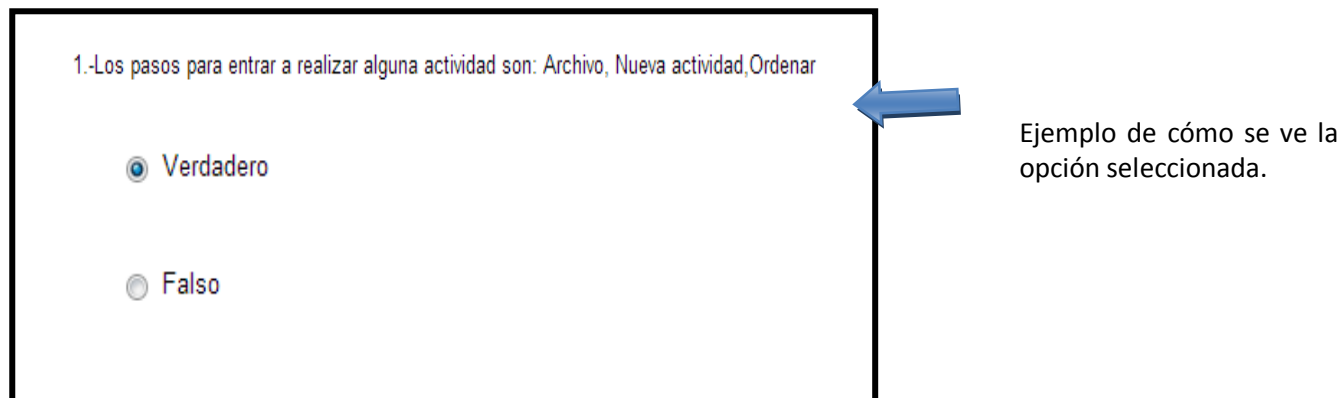 1.-Los pasos para entrar a realizar alguna actividad son: Archivo, Nueva actividad,Ordenar
Verdadero
Falso
Ejemplo de cómo se ve la
opción seleccionada.